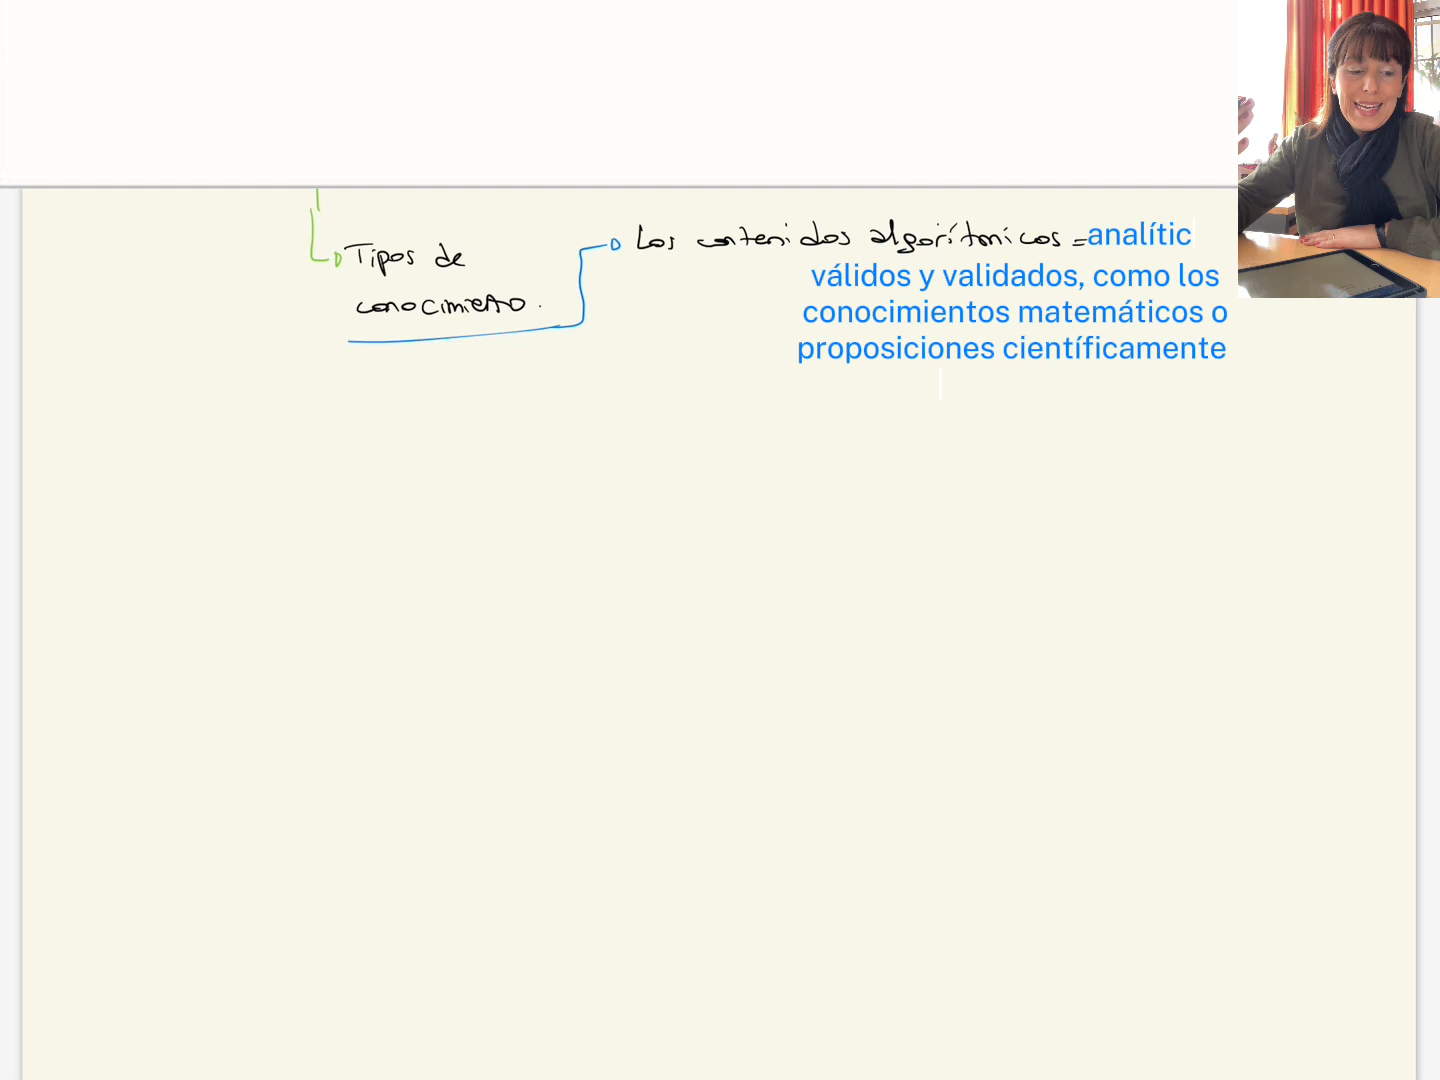 Los contenidos algorítmicos = analític
Tipos de
conocimiento.
válidos y validados, como los
conocimientos matemáticos o
proposiciones científicamente